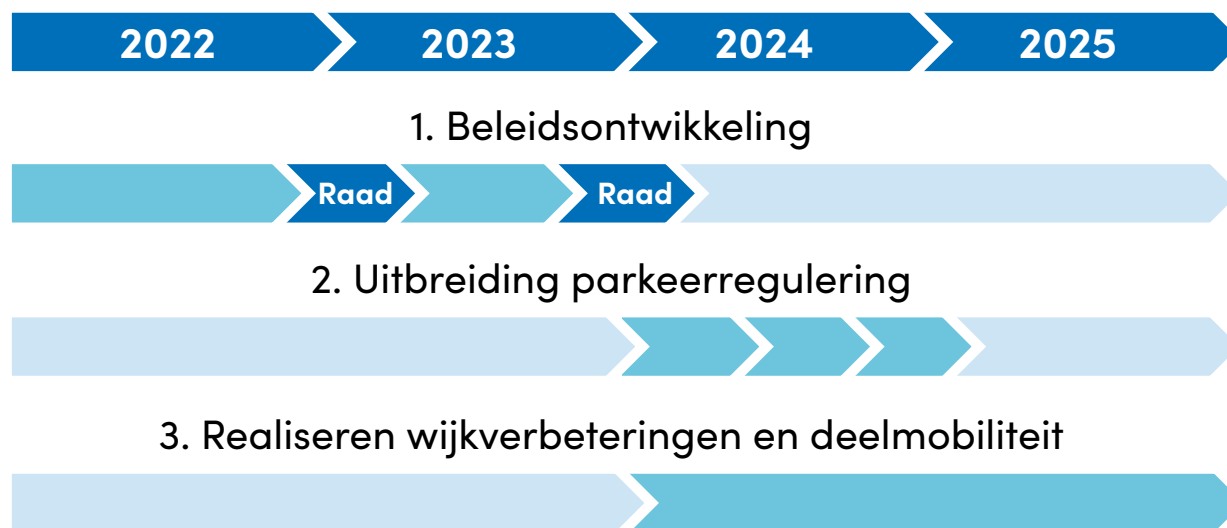 2022 2023 2024 2025
1. Beleidsontwikkeling
Raad Raad
2. Uitbreiding parkeerregulering
3. Realiseren wijkverbeteringen en deelmobiliteit